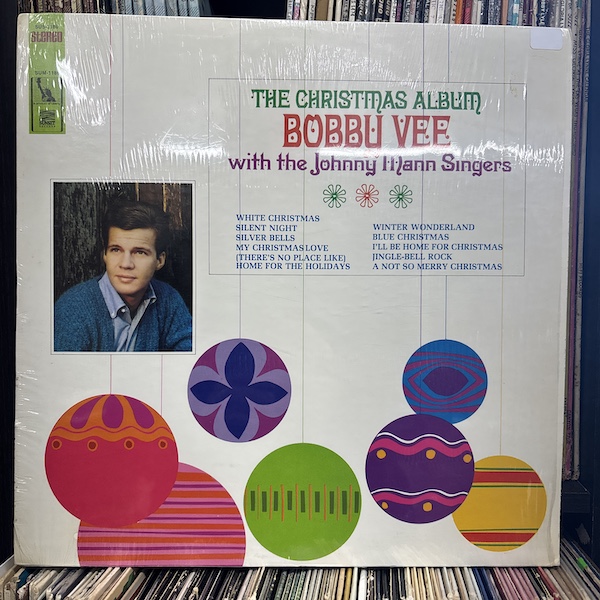 STEREO
THE CHRISTMAS ALBUM
BOBBY VEE
with the Johnny Mann Singers
WHITE CHRISTMAS
SILENT NIGHT
SILVER BELLS
MY CHRISTMAS LOVE
(THERE'S NO PLACE LIKE)
HOME FOR THE HOLIDAYS
WINTER WONDERLAND
BLUE CHRISTMAS
I'LL BE HOME FOR CHRISTMAS
JINGLE-BELL ROCK
A NOT SO MERRY CHRISTMAS